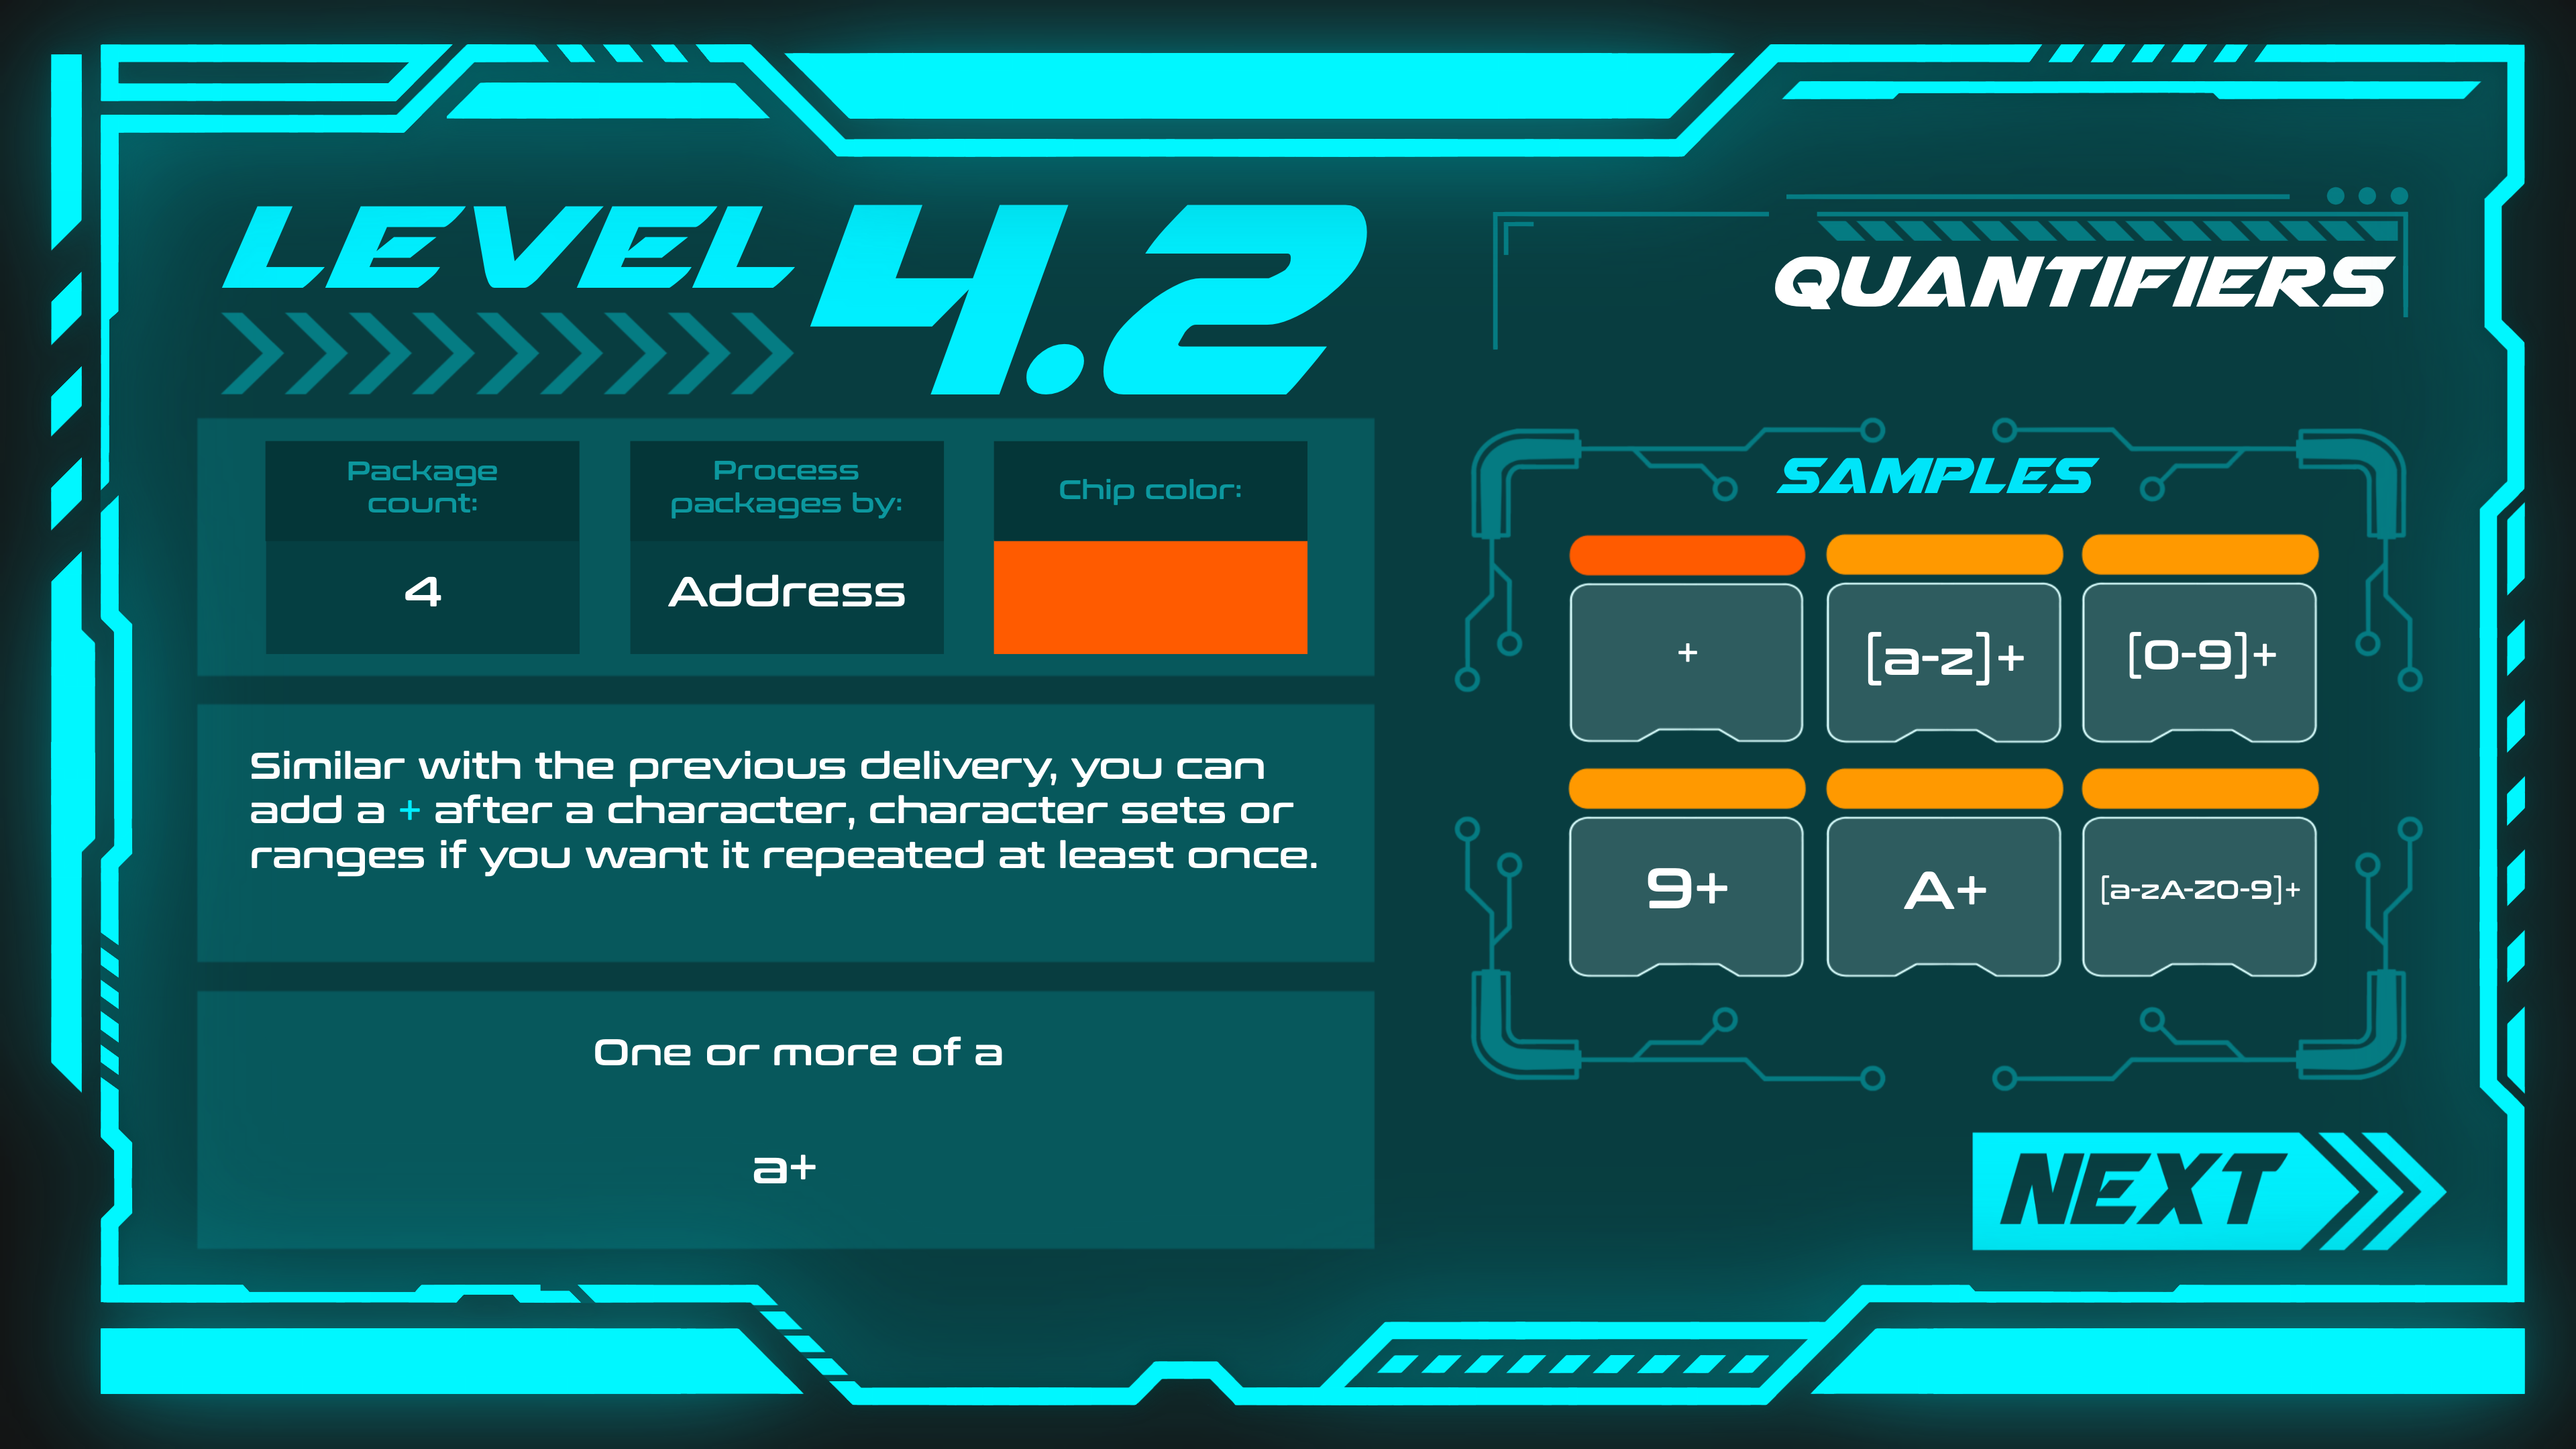 LEVEL 4.2
QUANTIFIERS
Package
count:
4
Process
packages by:
Address
Chip color:
Similar with the previous delivery, you can
add a + after a character, character sets or
ranges if you want it repeated at least once.
One or more of a
a+
SAMPLES
+
[a-z]+
[0-9]+
9+
A+
[a-zA-Z0-9]+
NEXT